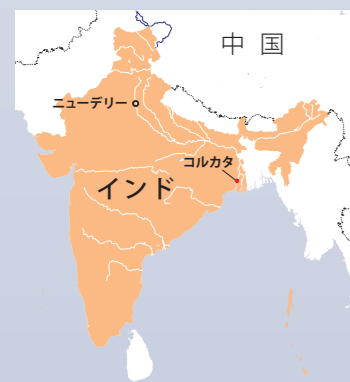 中国
ニューデリー
コルカタ
インド